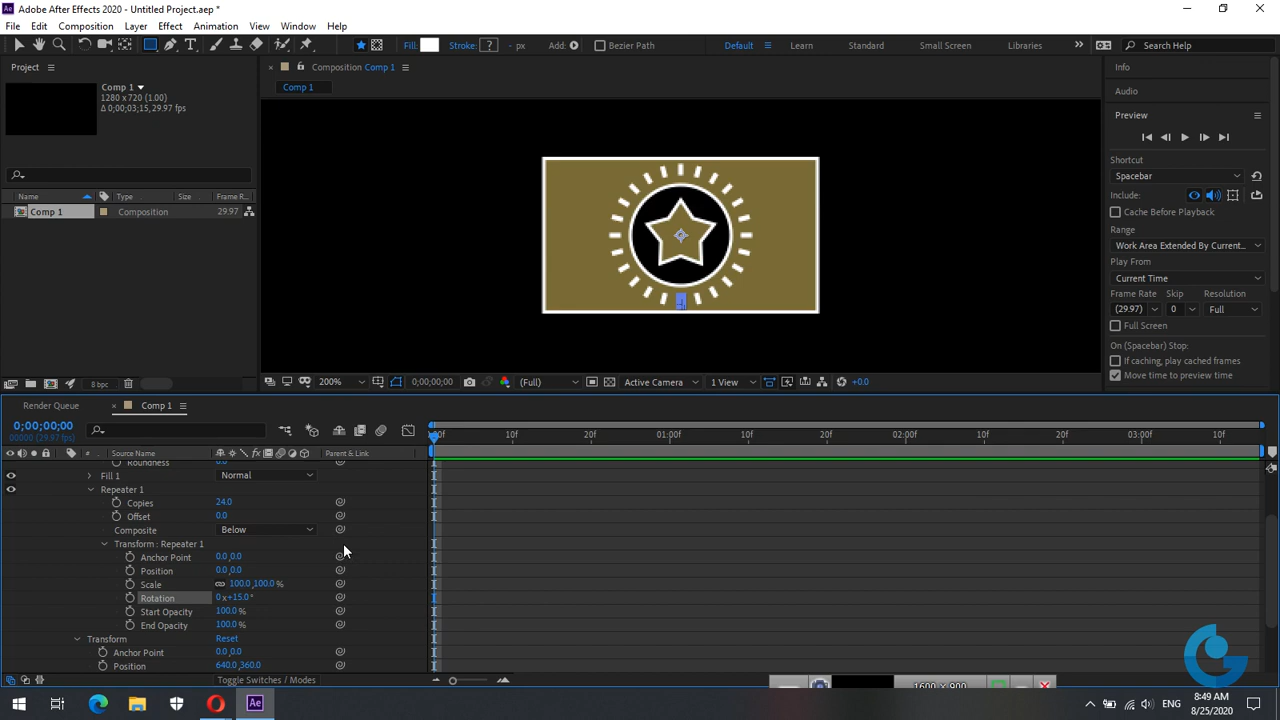 Adobe After Effects 2020 - Untitled Project.aep *
File Edit Composition Layer Effect Animation View Window Help
Fill: Stroke: ? - px Add: Bezier Path Default Learn Standard Small Screen Libraries Search Help
Project
Composition Comp 1
Info
Comp 1
1280 x 720 (1.00)
Δ 0;00;03;15, 29.97 fps
Comp 1
Audio
Preview
Shortcut
Spacebar
Include:
Cache Before Playback
Range
Work Area Extended By Current...
Play From
Current Time
Frame Rate Skip Resolution
(29.97) 0 Full
Full Screen
On (Spacebar) Stop:
If caching, play cached frames
Move time to preview time
Name Type Size Frame R...
Comp 1 Composition 29.97
8 bpc
200% 0;00;00;00 (Full) Active Camera 1 View +0.0
Render Queue Comp 1
0;00;00;00
00000 (29.97 fps)
10f 20f 01:00f 10f 20f 02:00f 10f 20f 03:00f 10f
# Source Name Parent & Link
Roundness 0.0
Fill 1 Normal
Repeater 1
Copies 24.0
Offset 0.0
Composite Below
Transform : Repeater 1
Anchor Point 0.0,0.0
Position 0.0,0.0
Scale 100.0,100.0 %
Rotation 0 x+15.0 °
Start Opacity 100.0 %
End Opacity 100.0 %
Transform Reset
Anchor Point 0.0,0.0
Position 640.0,360.0
Toggle Switches / Modes
1600 x 900
Ae
ENG
8:49 AM
8/25/2020